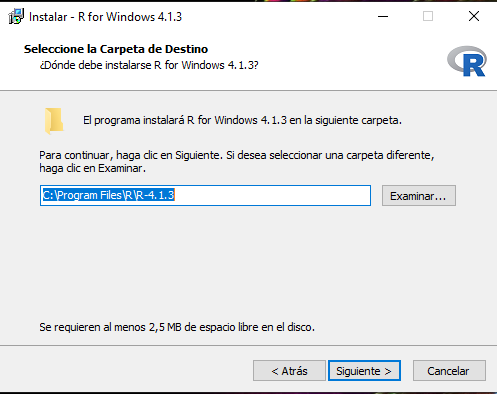 Instalar - R for Windows 4.1.3
Seleccione la Carpeta de Destino
¿Dónde debe instalarse R for Windows 4.1.3?
R
El programa instalará R for Windows 4.1.3 en la siguiente carpeta.
Para continuar, haga clic en Siguiente. Si desea seleccionar una carpeta diferente,
haga clic en Examinar.
C:\Program Files\R\R-4.1.3
Examinar...
Se requieren al menos 2,5 MB de espacio libre en el disco.
< Atrás
Siguiente >
Cancelar